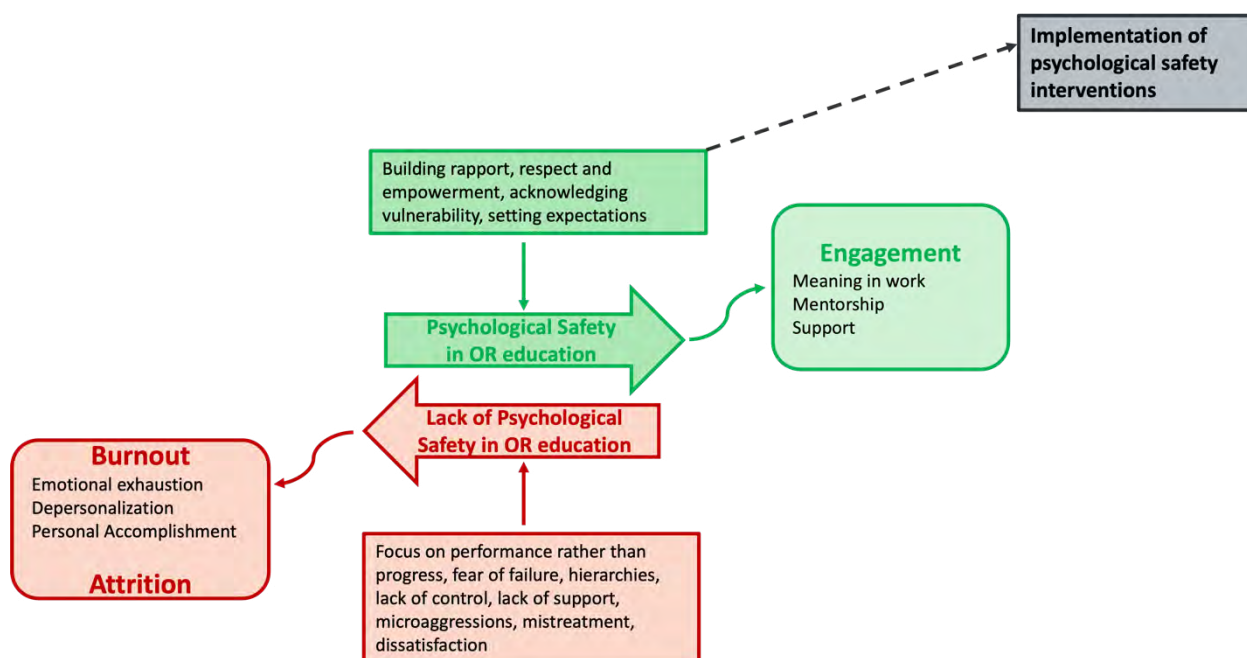 Implementation of
psychological safety
interventions
Building rapport, respect and
empowerment, acknowledging
vulnerability, setting expectations
Engagement
Meaning in work
Mentorship
Support
Psychological Safety
in OR education
Lack of Psychological
Safety in OR education
Burnout
Emotional exhaustion
Depersonalization
Personal Accomplishment
Attrition
Focus on performance rather than
progress, fear of failure, hierarchies,
lack of control, lack of support,
microaggressions, mistreatment,
dissatisfaction